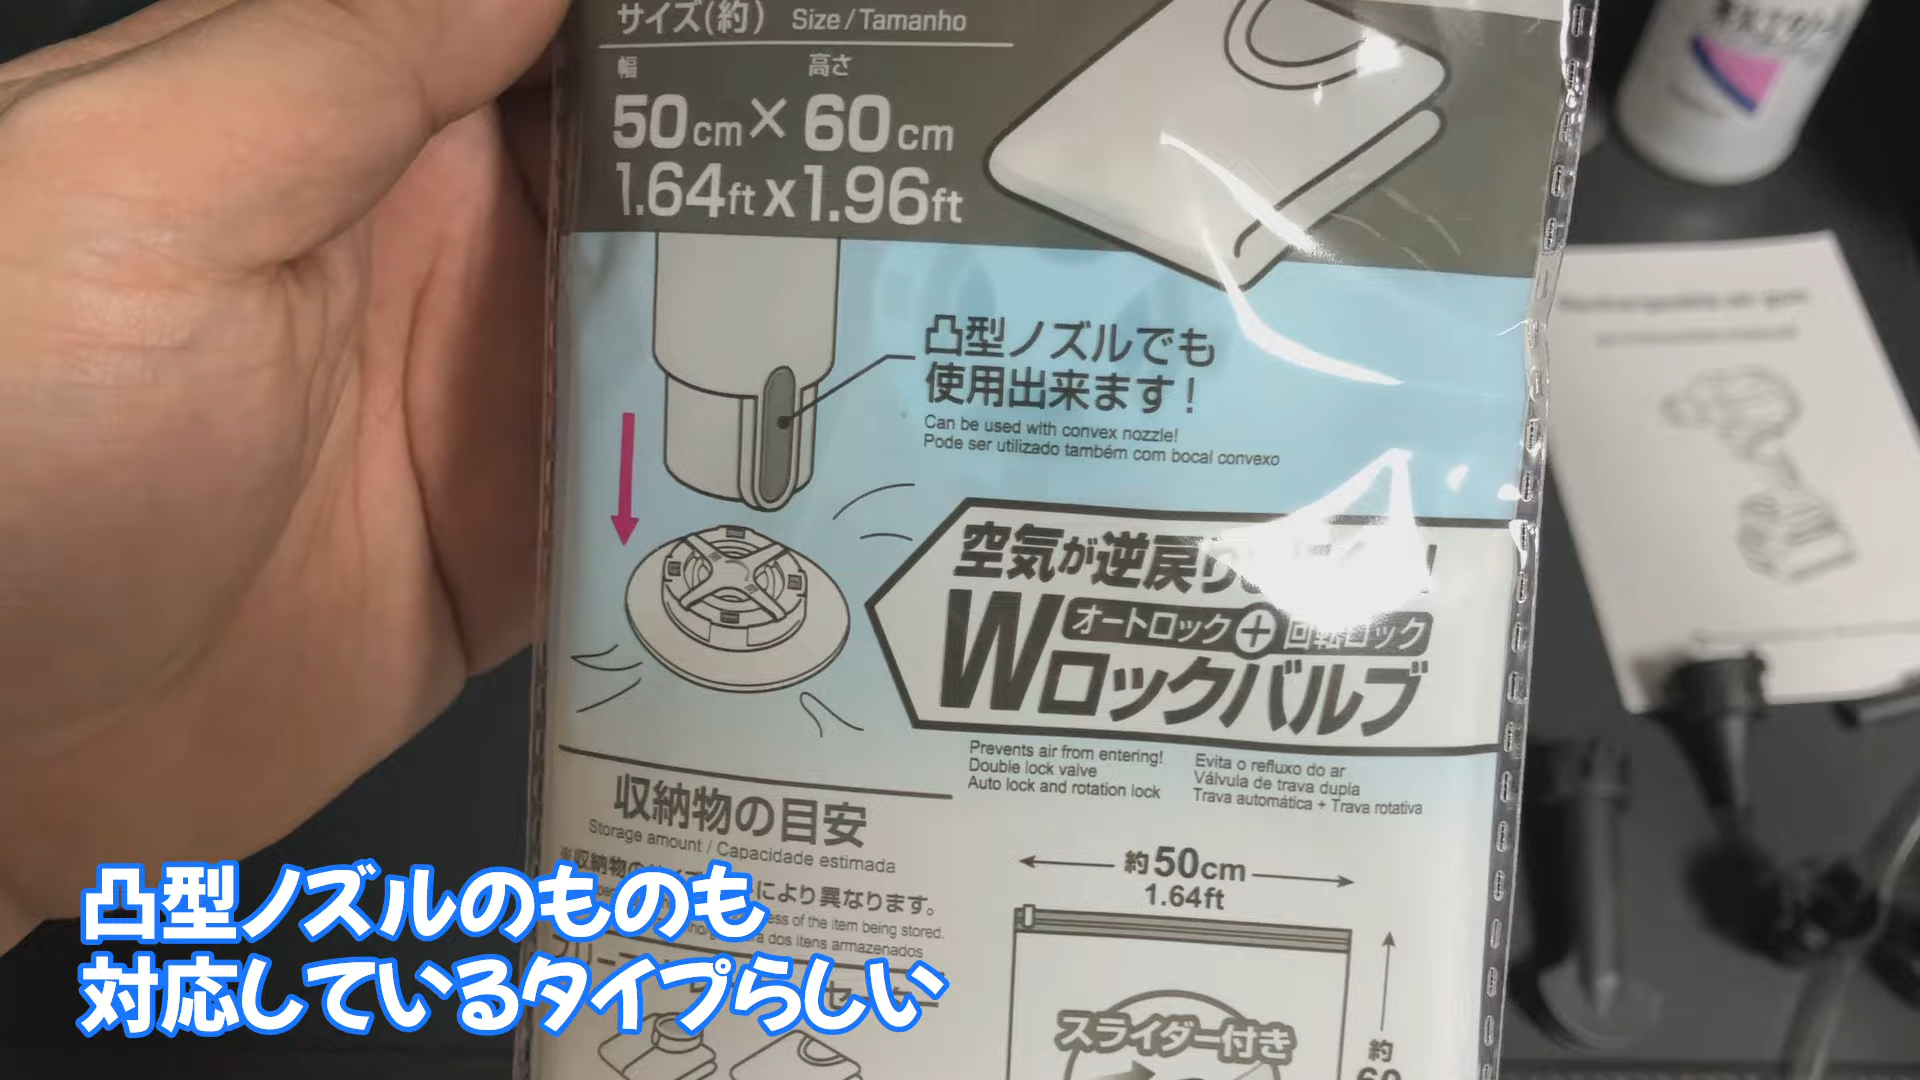 サイズ(約) Size / Tamanho
幅 高さ
50cm×60cm
1.64ft x1.96ft
凸型ノズルでも
使用出来ます!
Can be used with convex nozzle!
Pode ser utilizado também com bocal convexo
空気が逆戻り
オートロック+回転ロック
Wロックバルブ
Prevents air from entering!
Double lock valve
Auto lock and rotation lock
Evita o refluxo do ar
Válvula de trava dupla
Trava automática + Trava rotativa
収納物の目安
Storage amount / Capacidade estimada
※収納物の
により異なります。
ess of the item being stored.
dos itens armazenados
約50cm
1.64ft
スライダー付き
約
60
凸型ノズルのものも
対応しているタイプらしい